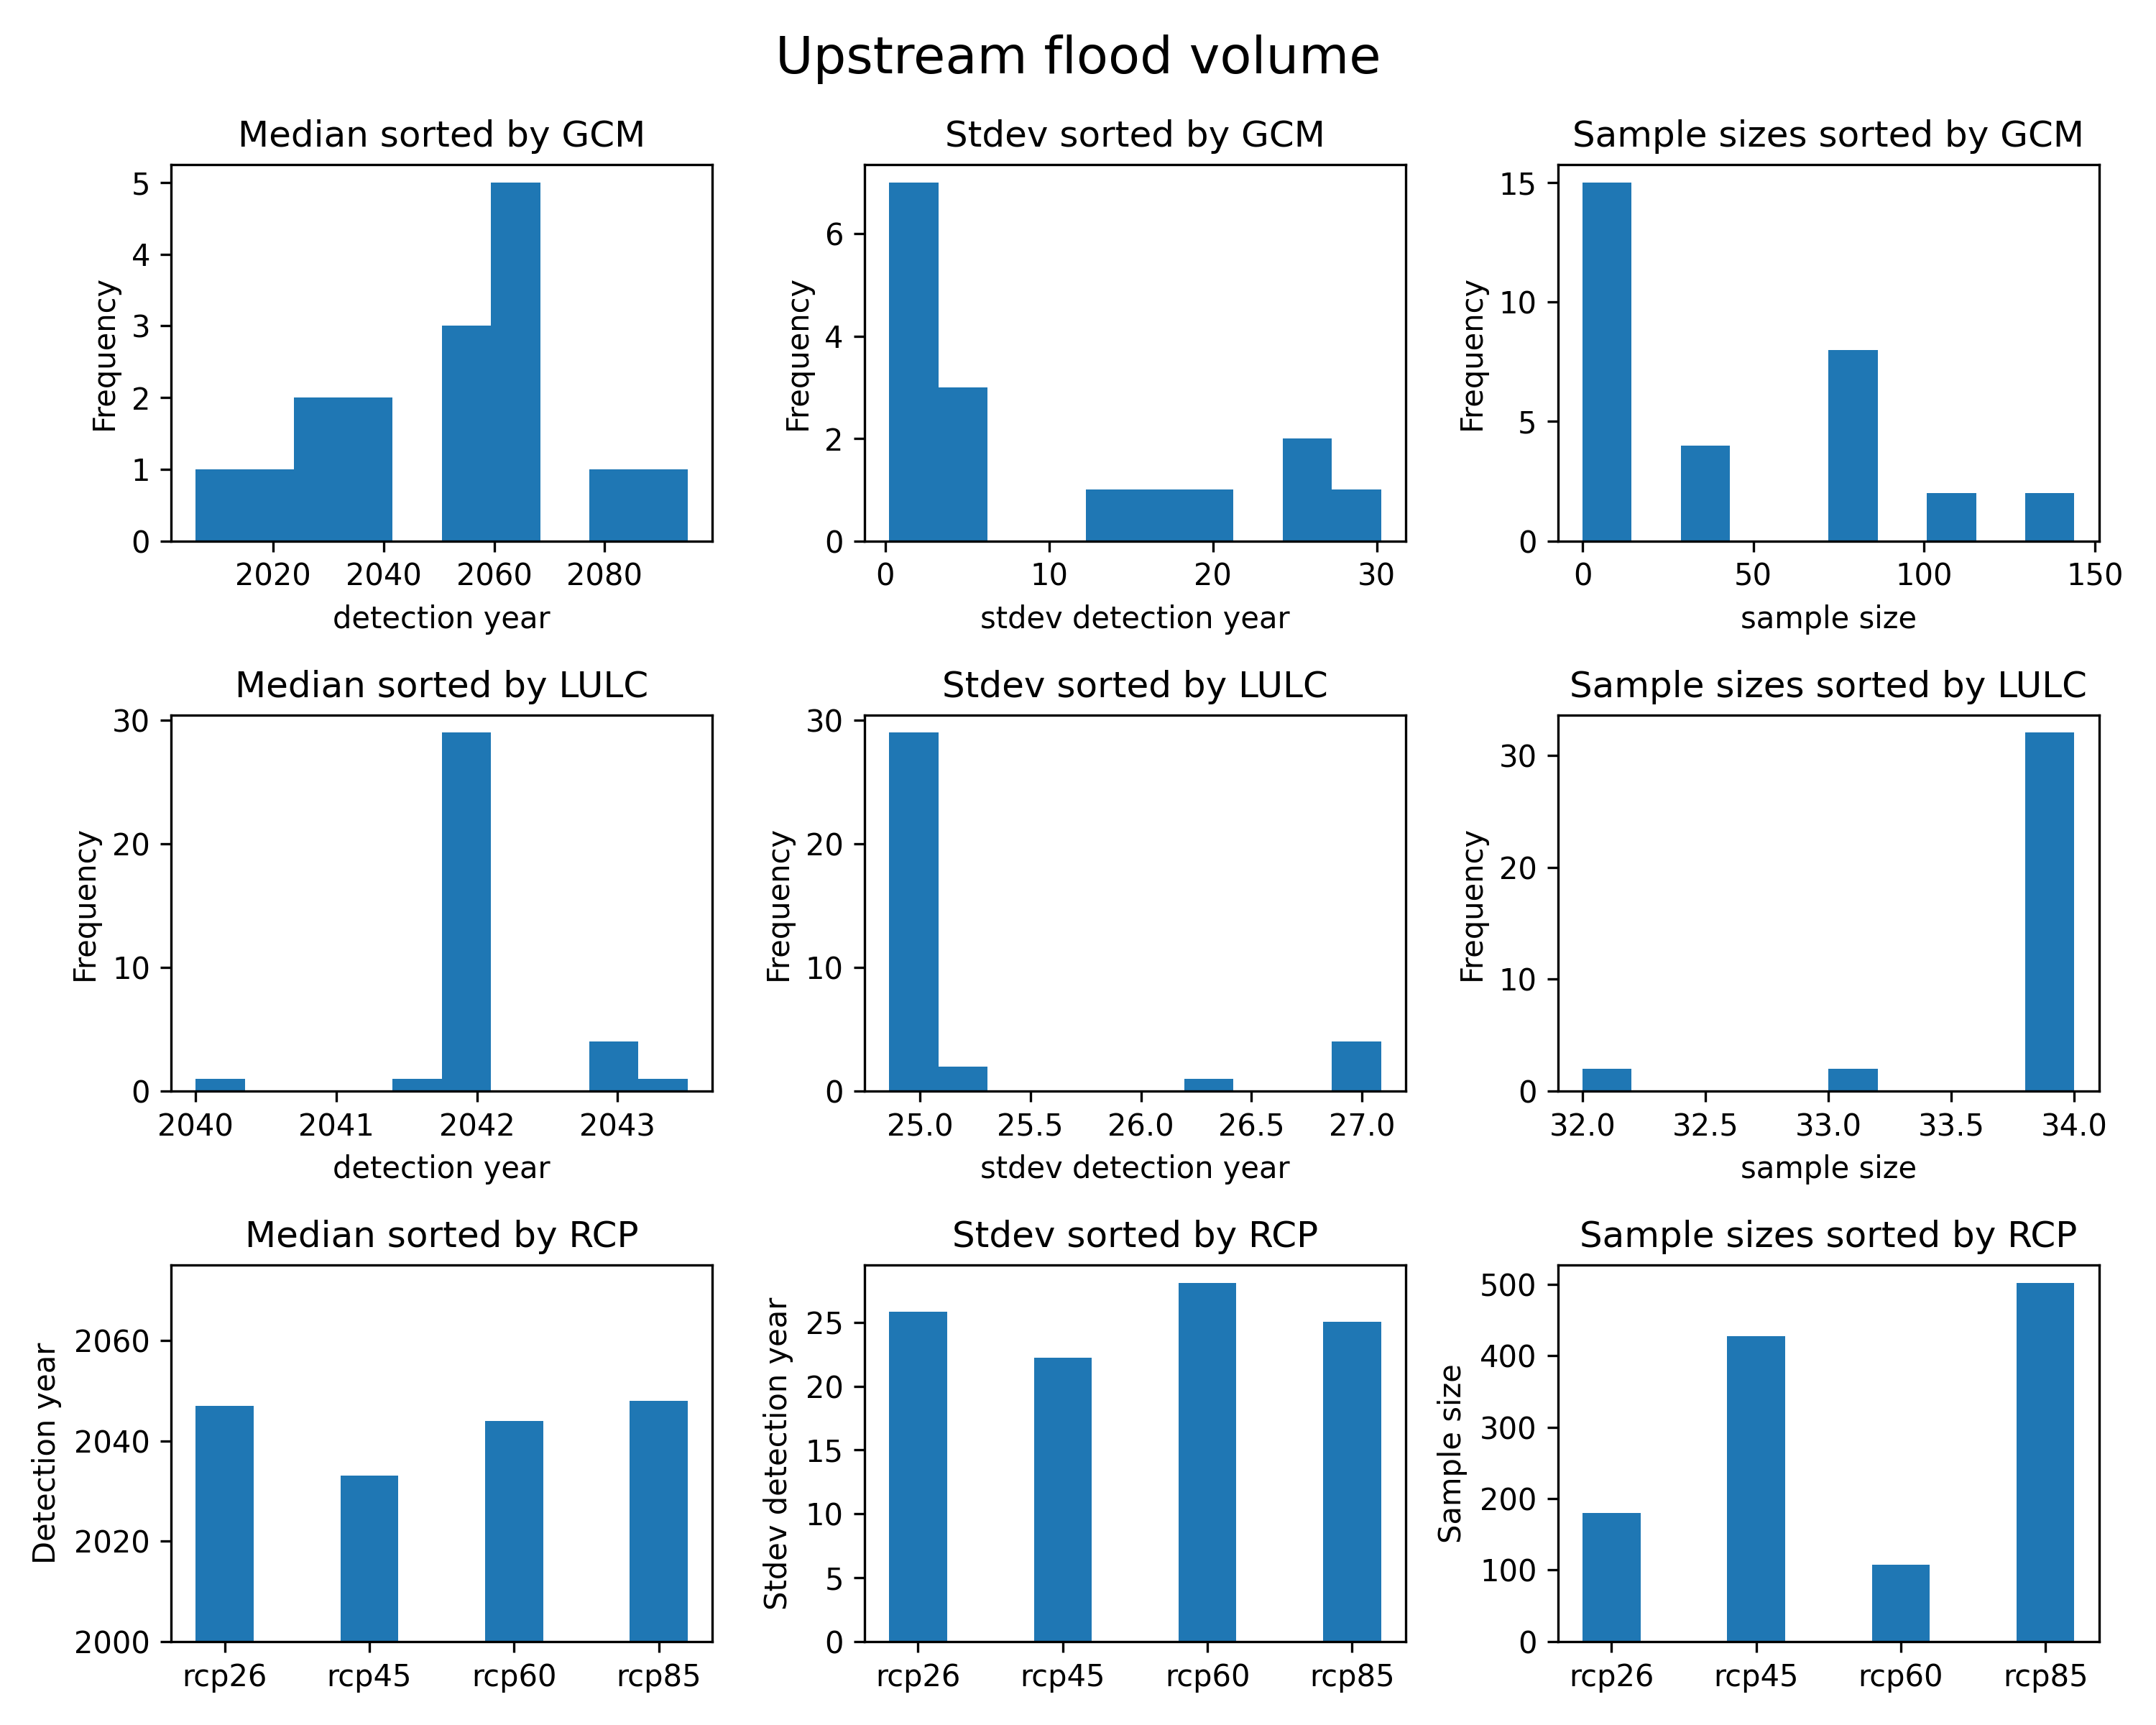 Upstream flood volume
Median sorted by GCM
Frequency
5
4
3
2
1
0
2020 2040 2060 2080
detection year
Stdev sorted by GCM
Frequency
6
4
2
0
0 10 20 30
stdev detection year
Sample sizes sorted by GCM
Frequency
15
10
5
0
0 50 100 150
sample size
Median sorted by LULC
Frequency
30
20
10
0
2040 2041 2042 2043
detection year
Stdev sorted by LULC
Frequency
30
20
10
0
25.0 25.5 26.0 26.5 27.0
stdev detection year
Sample sizes sorted by LULC
Frequency
30
20
10
0
32.0 32.5 33.0 33.5 34.0
sample size
Median sorted by RCP
Detection year
2060
2040
2020
2000
rcp26 rcp45 rcp60 rcp85
Stdev sorted by RCP
Stdev detection year
25
20
15
10
5
0
rcp26 rcp45 rcp60 rcp85
Sample sizes sorted by RCP
Sample size
500
400
300
200
100
0
rcp26 rcp45 rcp60 rcp85